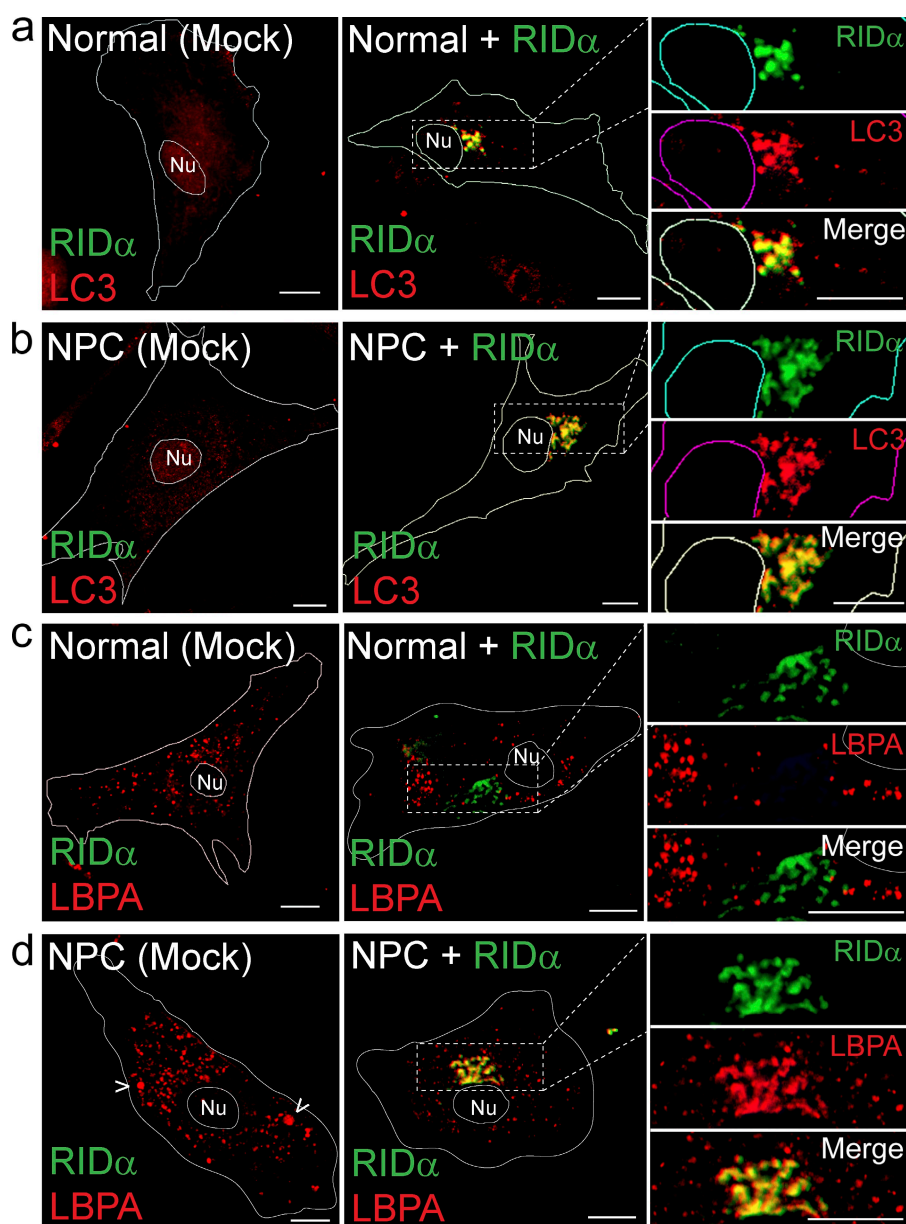 a
Normal (Mock)
Nu
RIDα
LC3
Normal + RIDα
Nu
RIDα
LC3
RIDα
LC3
Merge
b
NPC (Mock)
Nu
RIDα
LC3
NPC + RIDα
Nu
RIDα
LC3
RIDα
LC3
Merge
c
Normal (Mock)
Nu
RIDα
LBPA
Normal + RIDα
Nu
RIDα
LBPA
RIDα
LBPA
Merge
d
NPC (Mock)
Nu
RIDα
LBPA
NPC + RIDα
Nu
RIDα
LBPA
RIDα
LBPA
Merge